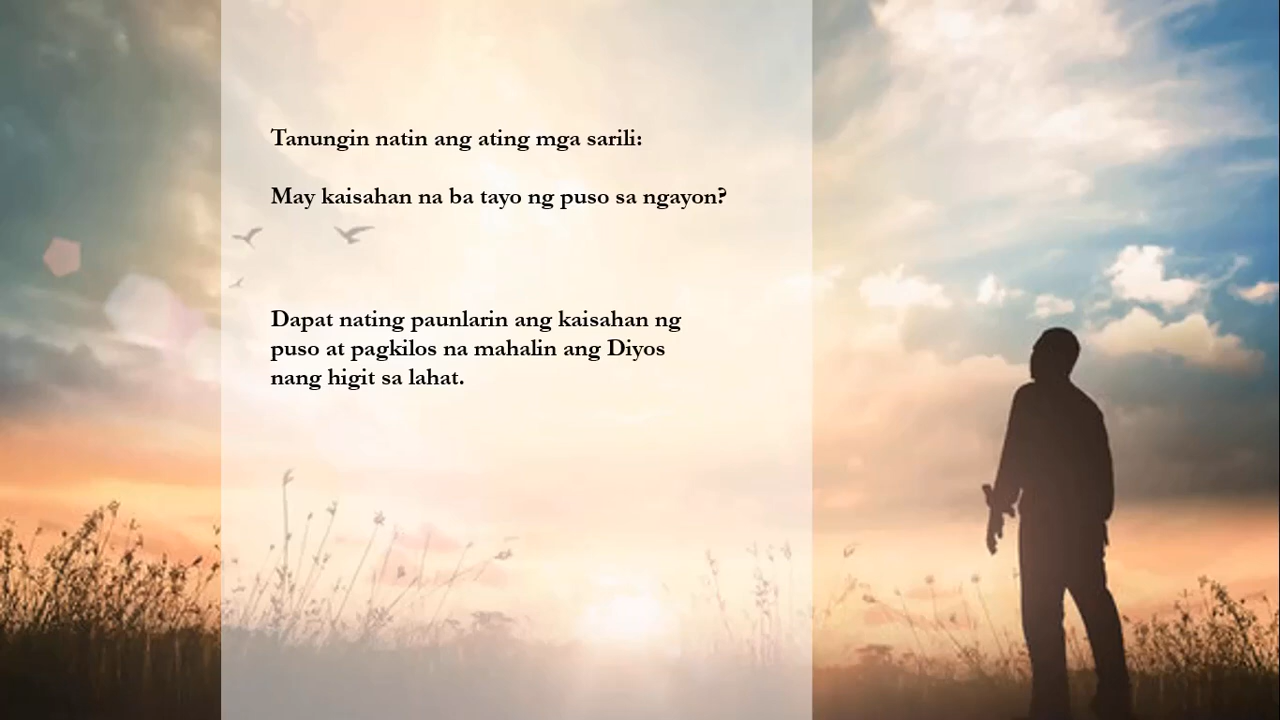 Tanungin natin ang ating mga sarili:
May kaisahan na ba tayo ng puso sa ngayon?
Dapat nating paunlarin ang kaisahan ng
puso at pagkilos na mahalin ang Diyos
nang higit sa lahat.